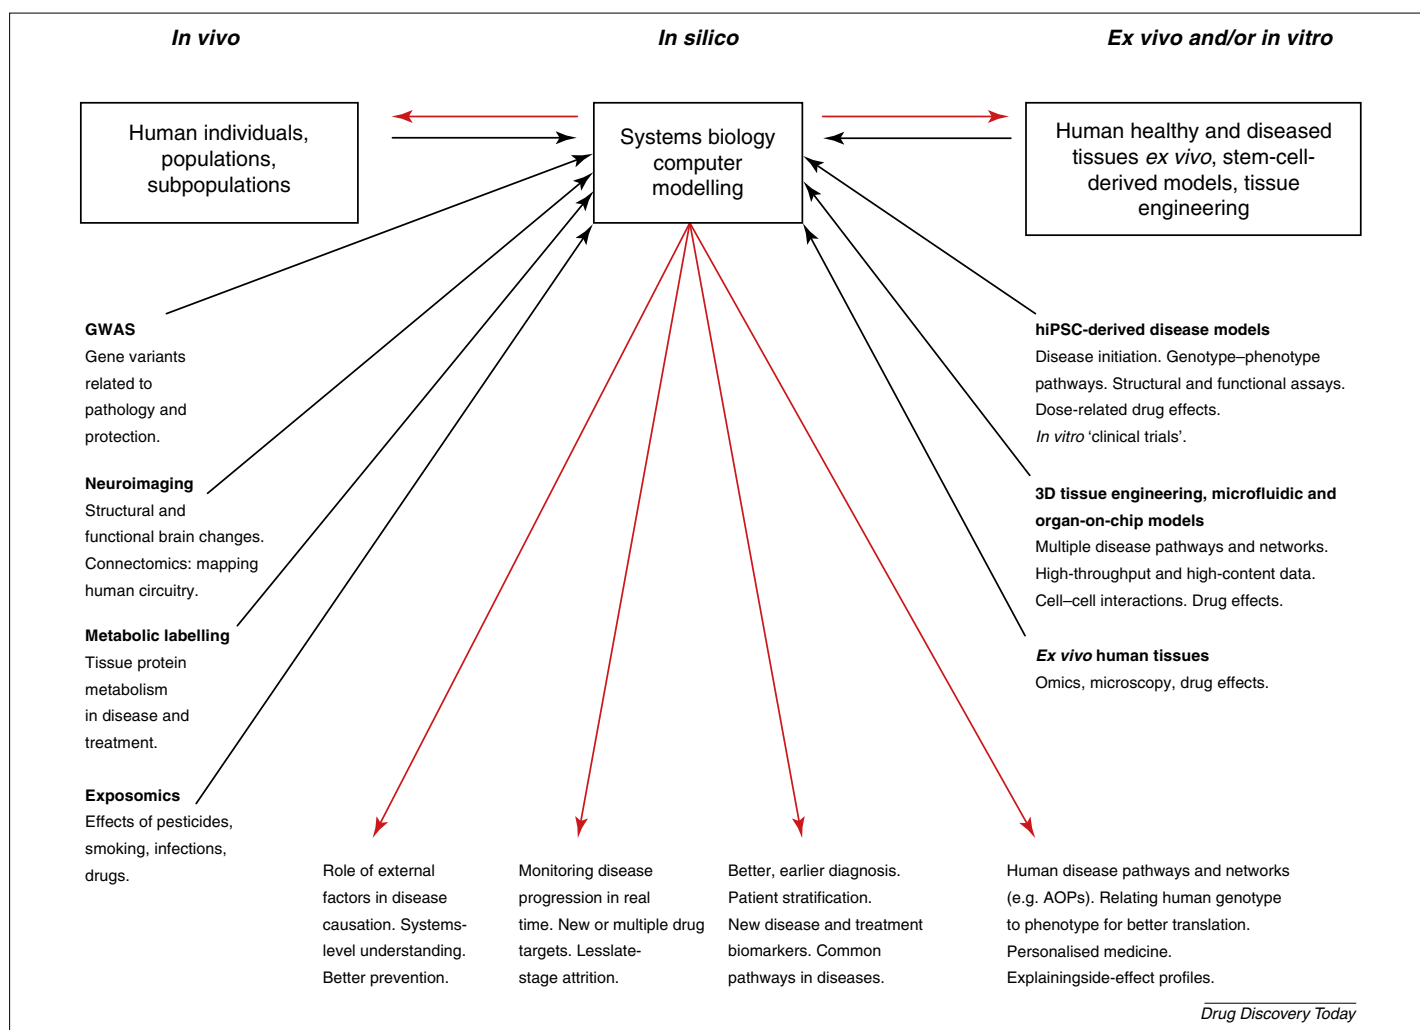 In vivo
In silico
Ex vivo and/or in vitro
Human individuals,
populations,
subpopulations
Systems biology
computer
modelling
Human healthy and diseased
tissues ex vivo, stem-cell-
derived models, tissue
engineering
GWAS
Gene variants
related to
pathology and
protection.
Neuroimaging
Structural and
functional brain changes.
Connectomics: mapping
human circuitry.
Metabolic labelling
Tissue protein
metabolism
in disease and
treatment.
Exposomics
Effects of pesticides,
smoking, infections,
drugs.
hiPSC-derived disease models
Disease initiation. Genotype–phenotype
pathways. Structural and functional assays.
Dose-related drug effects.
In vitro ‘clinical trials’.
3D tissue engineering, microfluidic and
organ-on-chip models
Multiple disease pathways and networks.
High-throughput and high-content data.
Cell–cell interactions. Drug effects.
Ex vivo human tissues
Omics, microscopy, drug effects.
Role of external
factors in disease
causation. Systems-
level understanding.
Better prevention.
Monitoring disease
progression in real
time. New or multiple drug
targets. Lesslate-
stage attrition.
Better, earlier diagnosis.
Patient stratification.
New disease and treatment
biomarkers. Common
pathways in diseases.
Human disease pathways and networks
(e.g. AOPs). Relating human genotype
to phenotype for better translation.
Personalised medicine.
Explainingside-effect profiles.
Drug Discovery Today